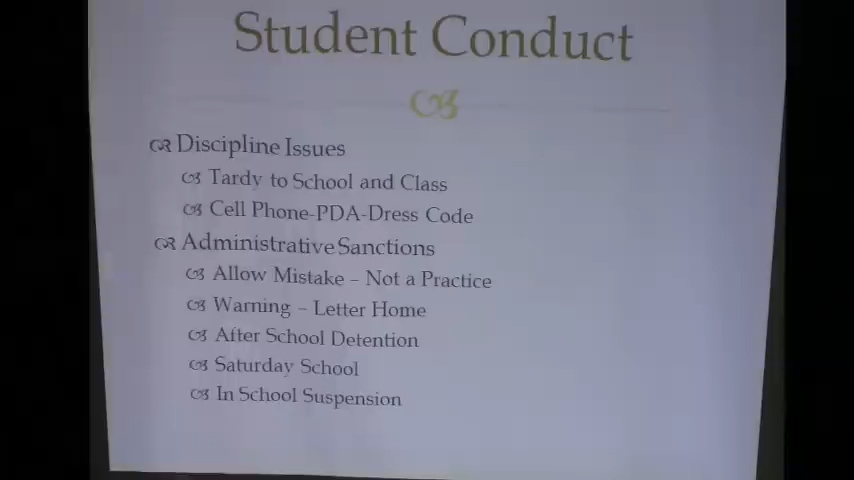 Student Conduct
Discipline Issues
Tardy to School and Class
Cell Phone-PDA-Dress Code
Administrative Sanctions
Allow Mistake – Not a Practice
Warning – Letter Home
After School Detention
Saturday School
In School Suspension